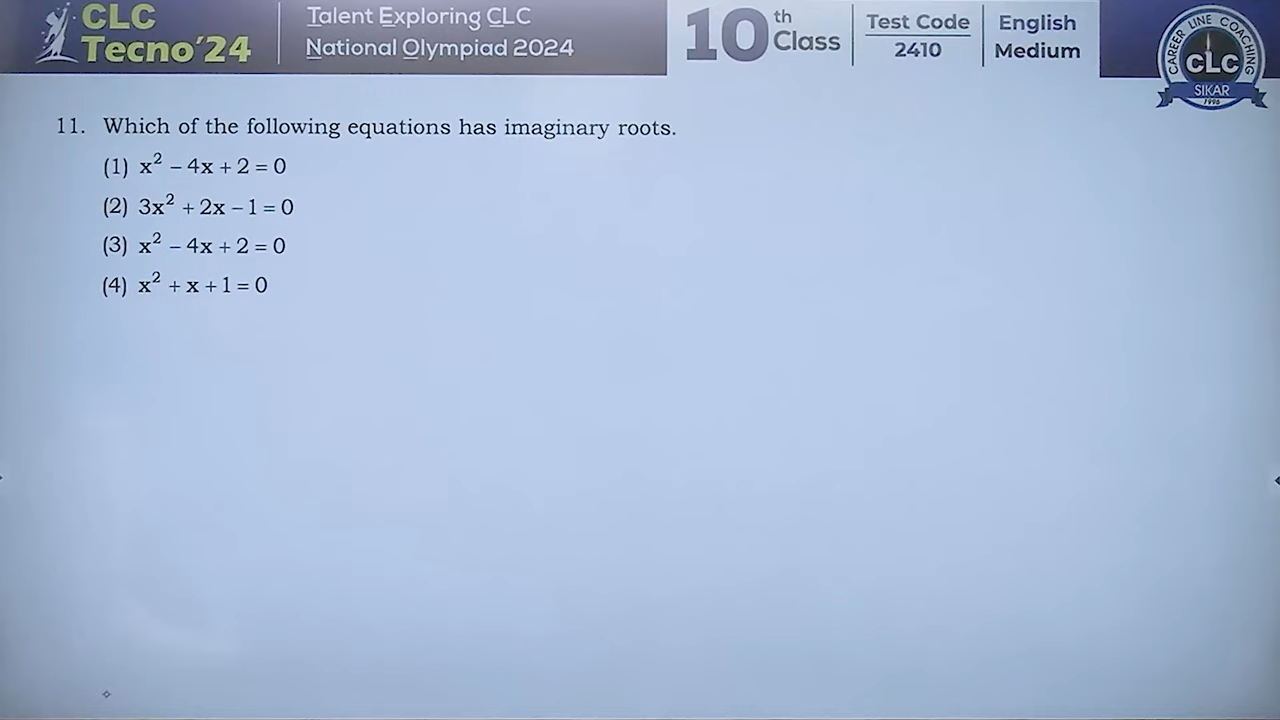 CLC
Tecno'24
Talent Exploring CLC
National Olympiad 2024
10th Class
Test Code
2410
English
Medium
CAREER LINE COACHING
CLC
SIKAR
1996
11. Which of the following equations has imaginary roots.
(1) x² – 4x + 2 = 0
(2) 3x² + 2x – 1 = 0
(3) x² – 4x + 2 = 0
(4) x² + x + 1 = 0